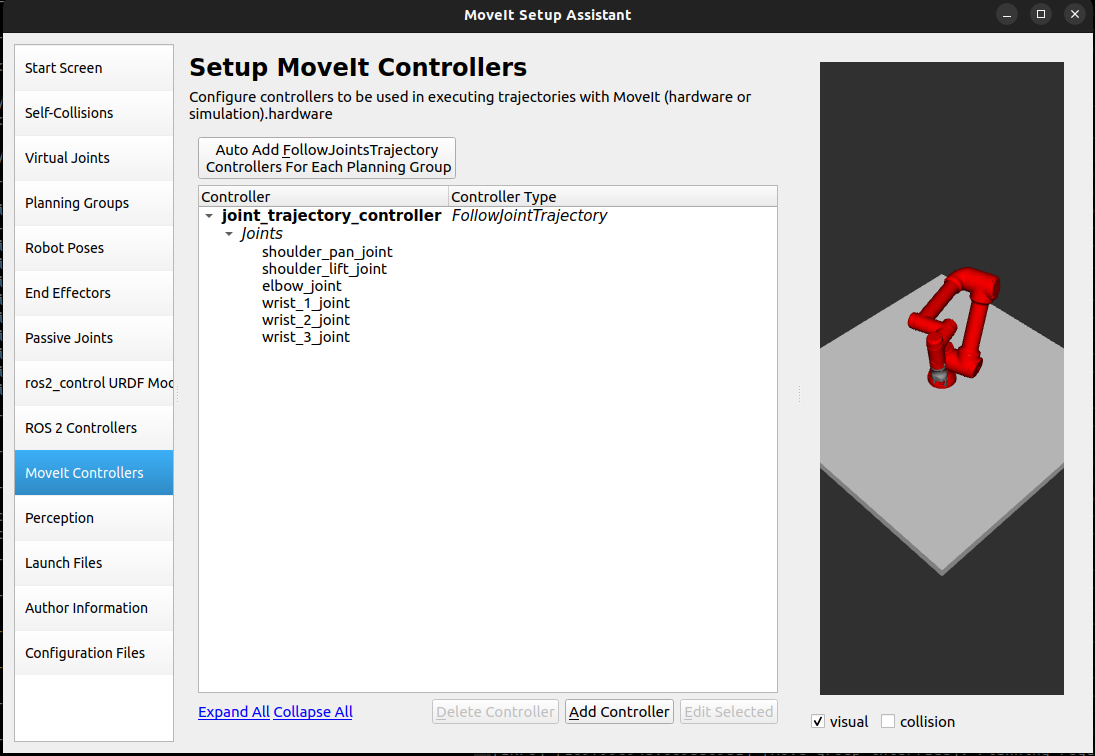 MoveIt Setup Assistant
Start Screen
Self-Collisions
Virtual Joints
Planning Groups
Robot Poses
End Effectors
Passive Joints
ros2_control URDF Mod
ROS 2 Controllers
MoveIt Controllers
Perception
Launch Files
Author Information
Configuration Files
Setup MoveIt Controllers
Configure controllers to be used in executing trajectories with MoveIt (hardware or
simulation).hardware
Auto Add FollowJointsTrajectory
Controllers For Each Planning Group
Controller Controller Type
joint_trajectory_controller FollowJointTrajectory
Joints
shoulder_pan_joint
shoulder_lift_joint
elbow_joint
wrist_1_joint
wrist_2_joint
wrist_3_joint
Expand All Collapse All Delete Controller Add Controller Edit Selected
visual collision